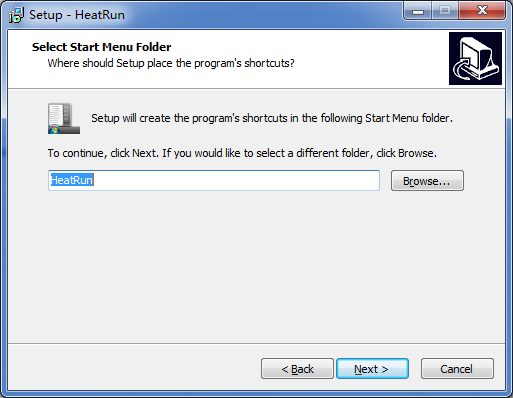 Setup - HeatRun
Select Start Menu Folder
Where should Setup place the program's shortcuts?
Setup will create the program's shortcuts in the following Start Menu folder.
To continue, click Next. If you would like to select a different folder, click Browse.
HeatRun
Browse...
< Back
Next >
Cancel